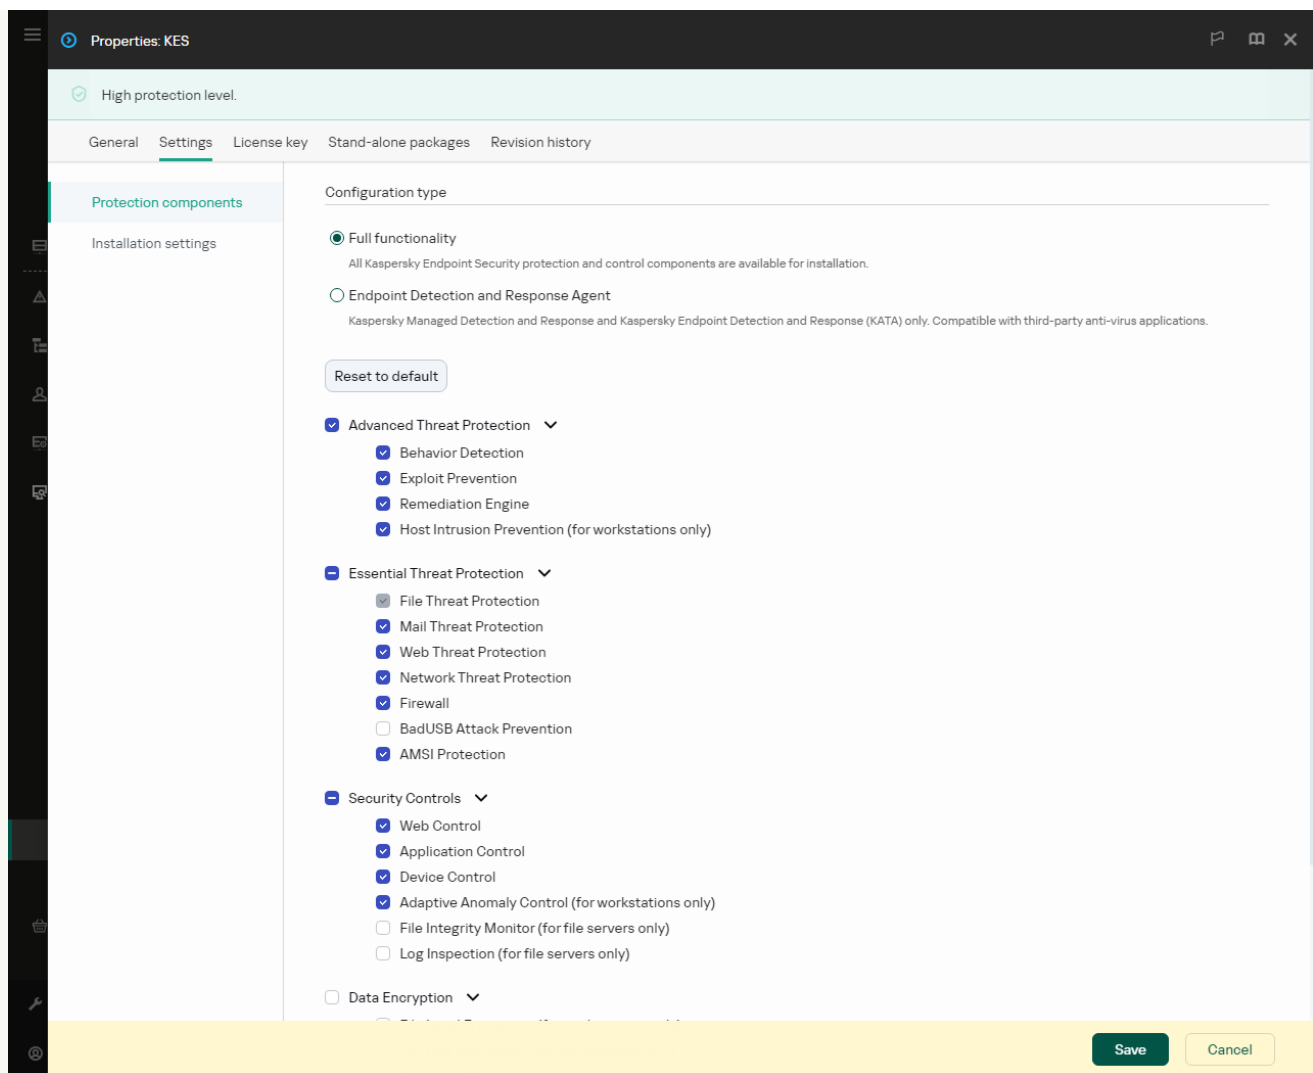 Properties: KES
High protection level.
General Settings License key Stand-alone packages Revision history
Protection components
Installation settings
Configuration type
Full functionality
All Kaspersky Endpoint Security protection and control components are available for installation.
Endpoint Detection and Response Agent
Kaspersky Managed Detection and Response and Kaspersky Endpoint Detection and Response (KATA) only. Compatible with third-party anti-virus applications.
Reset to default
Advanced Threat Protection
Behavior Detection
Exploit Prevention
Remediation Engine
Host Intrusion Prevention (for workstations only)
Essential Threat Protection
File Threat Protection
Mail Threat Protection
Web Threat Protection
Network Threat Protection
Firewall
BadUSB Attack Prevention
AMSI Protection
Security Controls
Web Control
Application Control
Device Control
Adaptive Anomaly Control (for workstations only)
File Integrity Monitor (for file servers only)
Log Inspection (for file servers only)
Data Encryption
Save Cancel